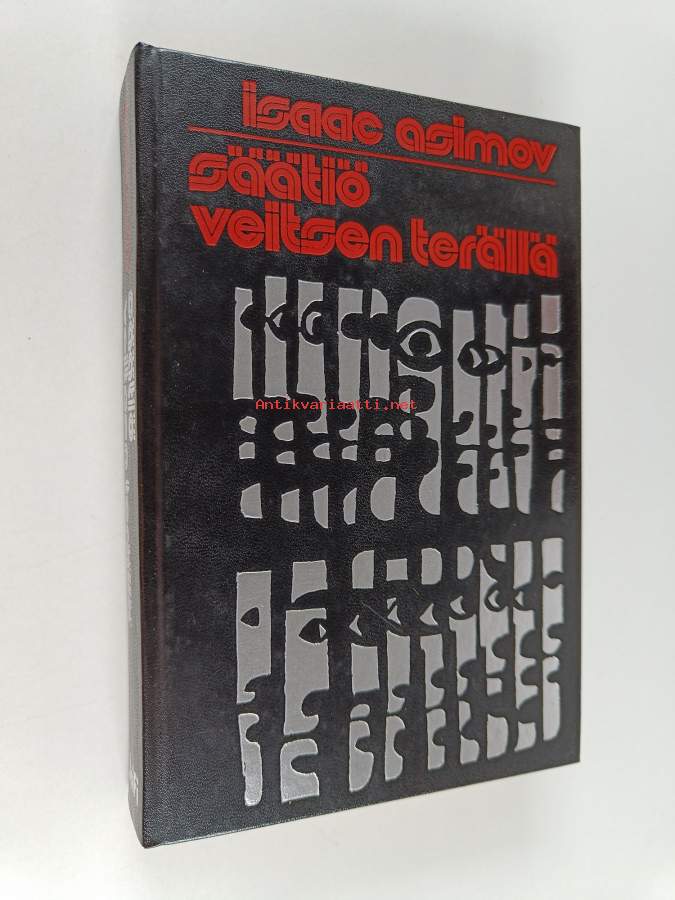 isaac asimov
säätiö
veitsen terällä
Antikvariaatti.net